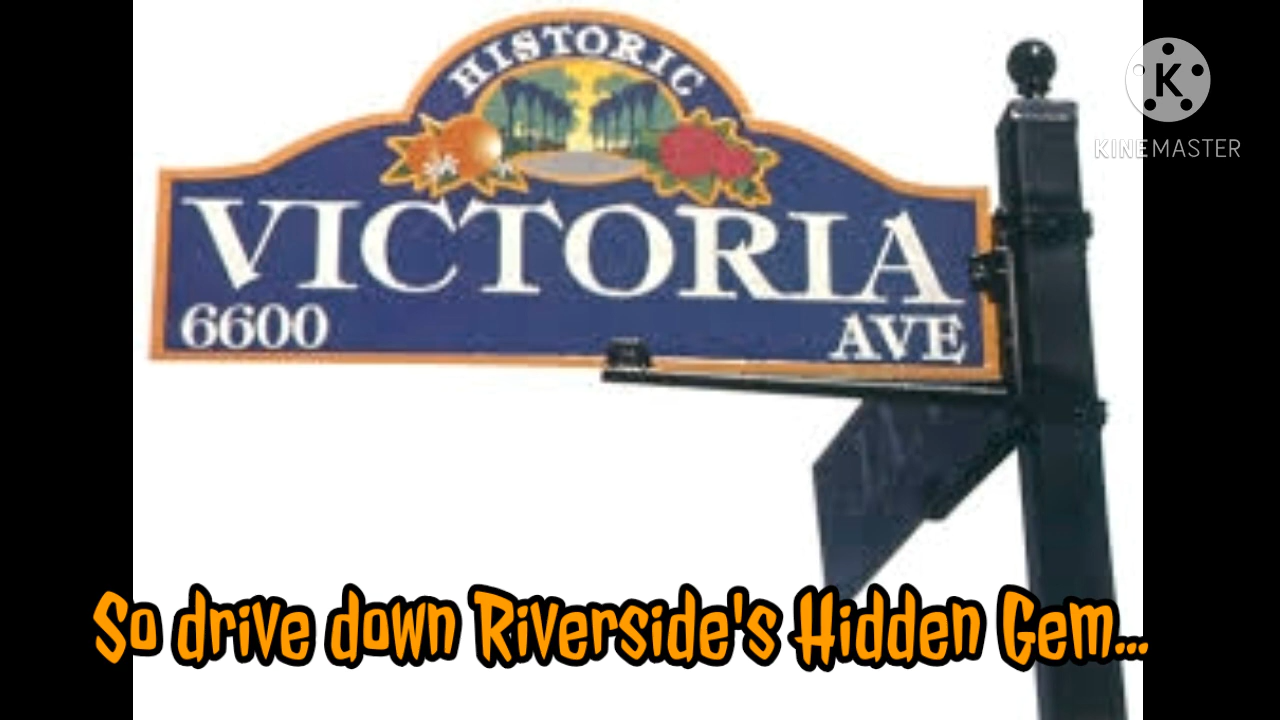 HISTORIC
VICTORIA
6600 AVE
K
KINEMASTER
So drive down Riverside's Hidden Gem...